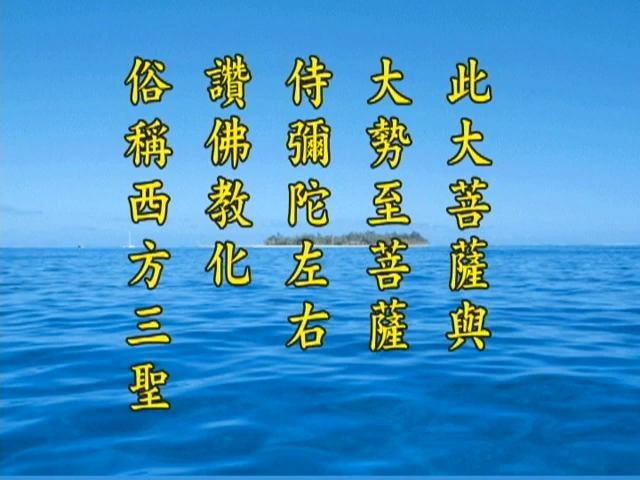 此大菩薩與
大勢至菩薩
侍彌陀左右
讚佛教化
俗稱西方三聖